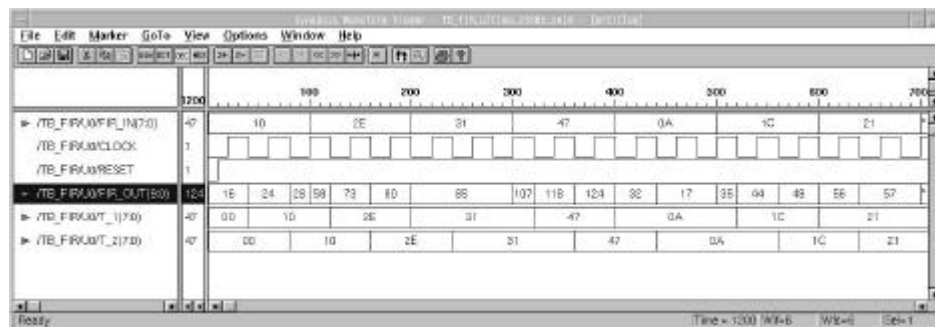 File Edit Marker GoTo View Options Window Help
1200 100 200 300 400 500 600 700
/TB_FIR/U0/FIR_IN(7:0) 47 10 2E 31 47 0A 1C 21
/TB_FIR/U0/CLOCK 1
/TB_FIR/U0/RESET 1
/TB_FIR/U0/FIR_OUT(9:0) 124 16 24 28 58 73 80 85 107 118 124 32 17 35 44 48 56 57
/TB_FIR/U0/T_1(7:0) 47 00 10 2E 31 47 0A 1C 21
/TB_FIR/U0/T_2(7:0) 47 00 10 2E 31 47 0A 1C 21
Ready Time = 1200 Sel=1